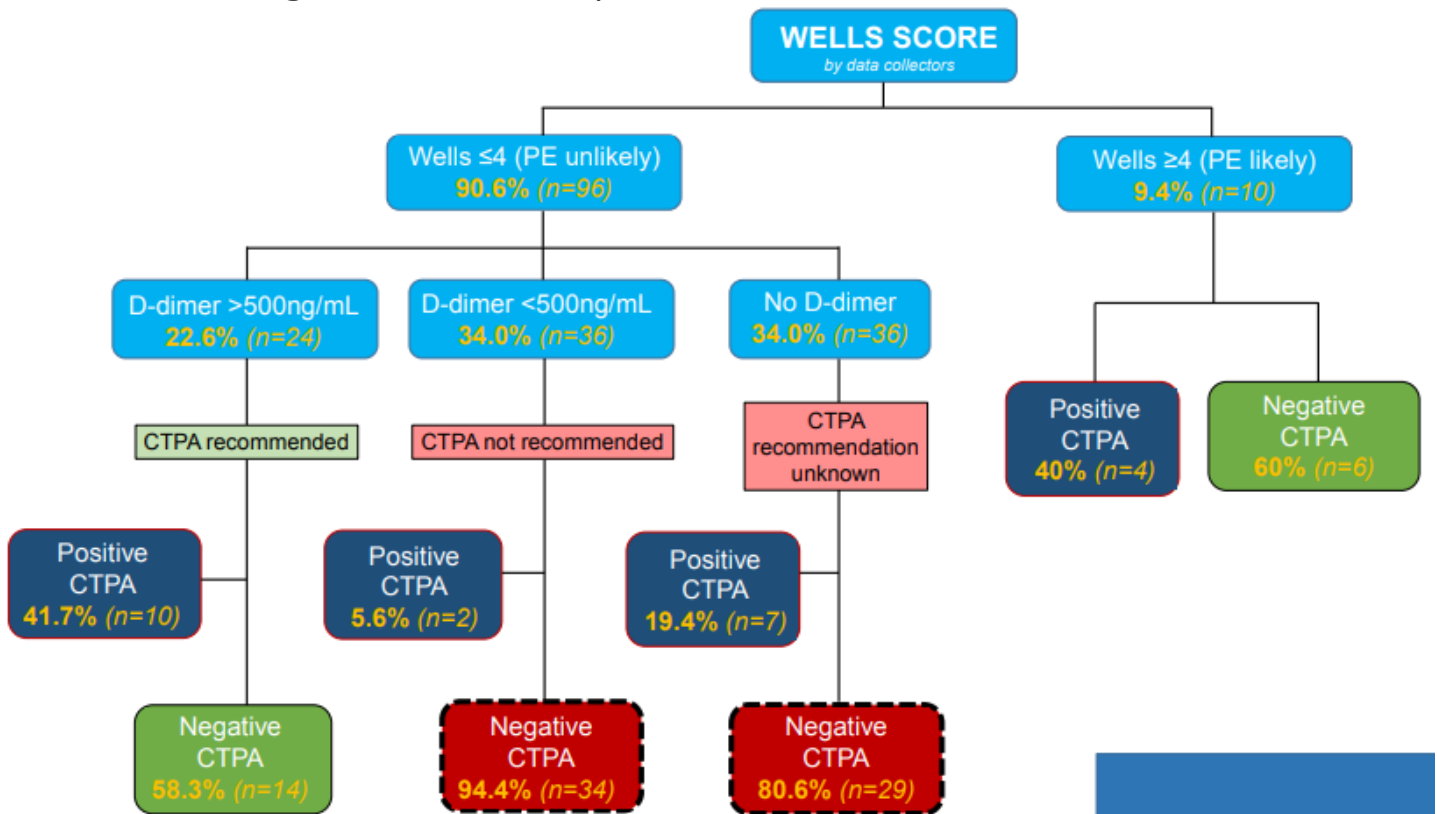 WELLS SCORE
by data collectors
Wells ≤4 (PE unlikely)
90.6% (n=96)
Wells ≥4 (PE likely)
9.4% (n=10)
D-dimer >500ng/mL
22.6% (n=24)
D-dimer <500ng/mL
34.0% (n=36)
No D-dimer
34.0% (n=36)
CTPA recommended
CTPA not recommended
CTPA
recommendation
unknown
Positive
CTPA
40% (n=4)
Negative
CTPA
60% (n=6)
Positive
CTPA
41.7% (n=10)
Positive
CTPA
5.6% (n=2)
Positive
CTPA
19.4% (n=7)
Negative
CTPA
58.3% (n=14)
Negative
CTPA
94.4% (n=34)
Negative
CTPA
80.6% (n=29)